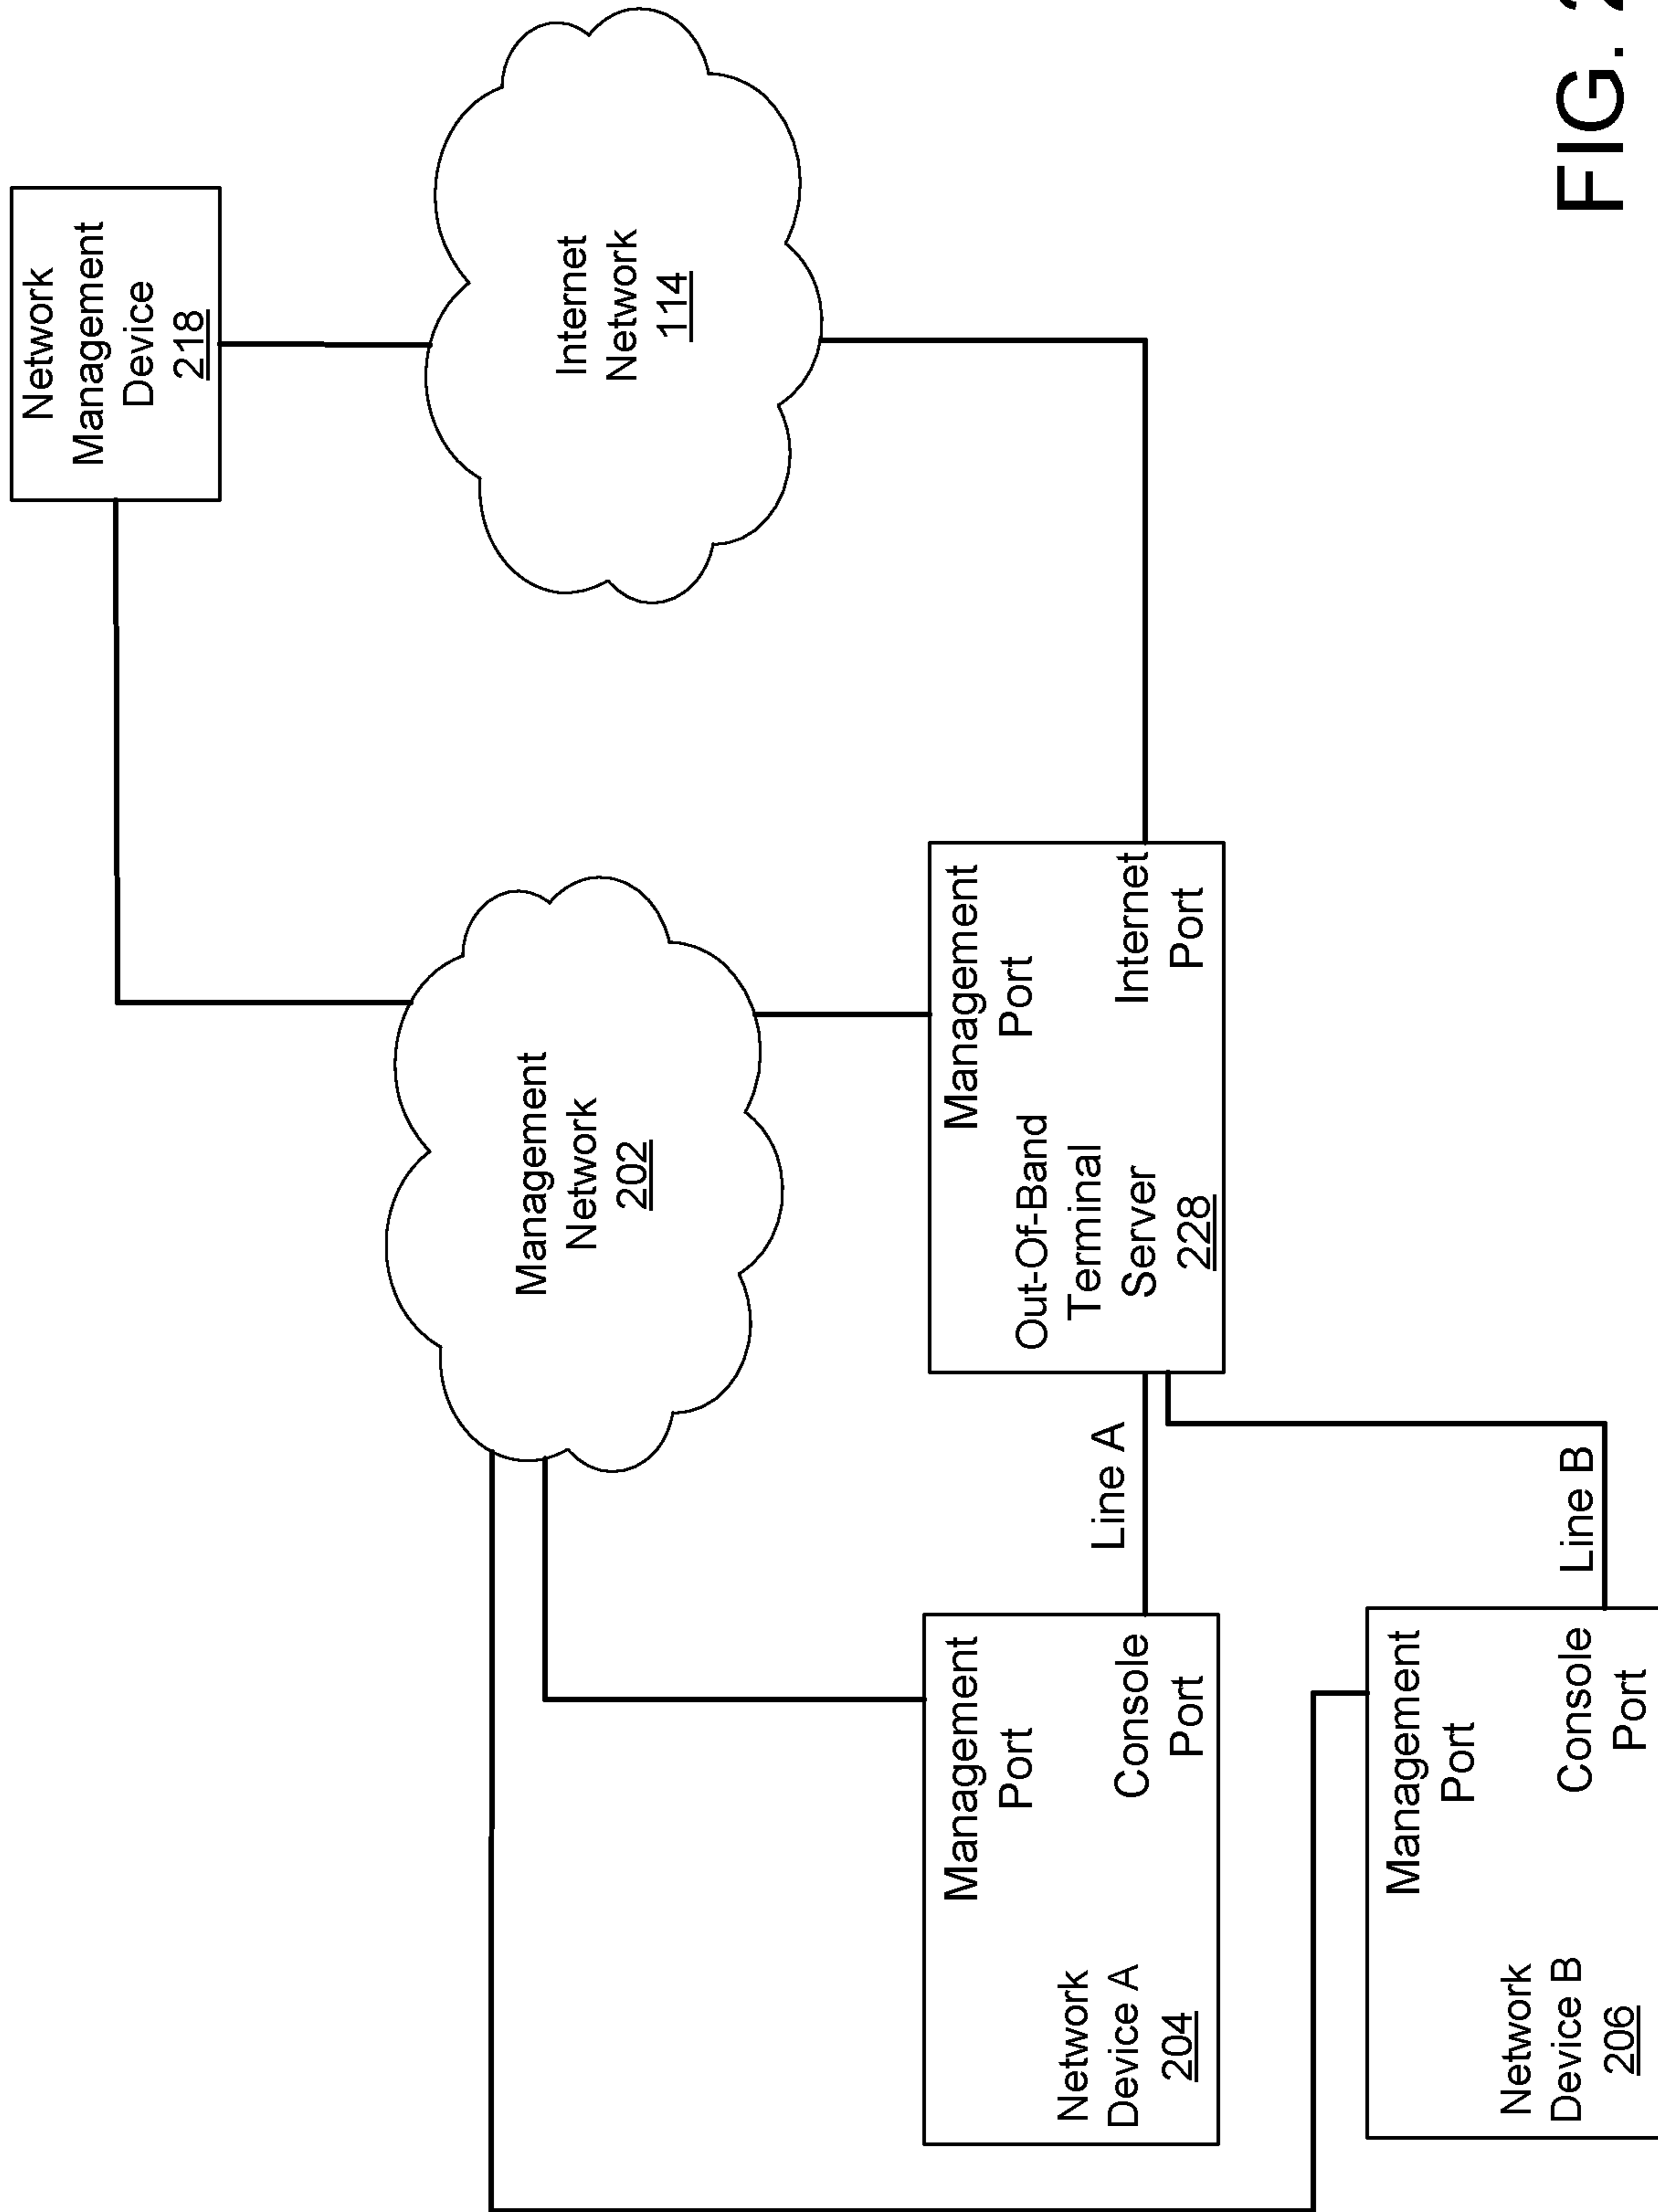 Network
Management
Device
218
Internet
Network
114
Management
Network
202
Management
Port
Out-Of-Band
Terminal
Server
228
Internet
Port
Line A
Line B
Management
Port
Console
Port
Network
Device A
204
Management
Port
Console
Port
Network
Device B
206
FIG.